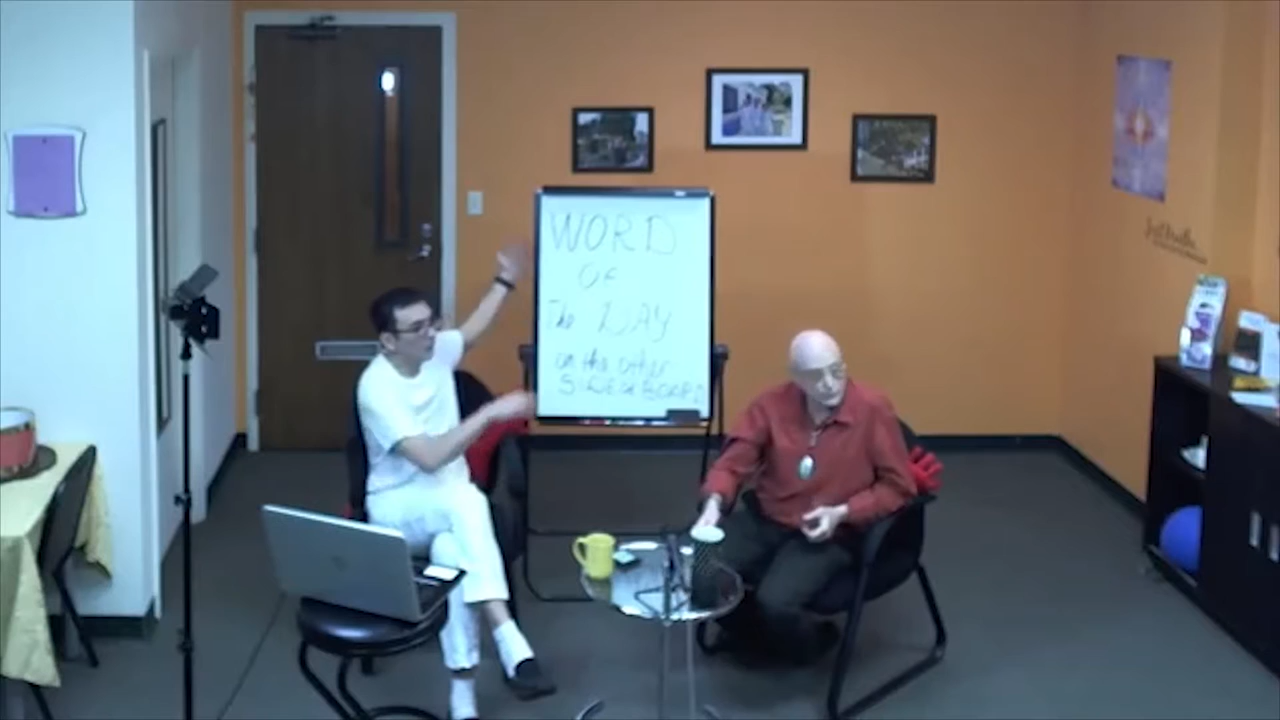 WORD
OF
The DAY
on the other
SIDE OF BOARD